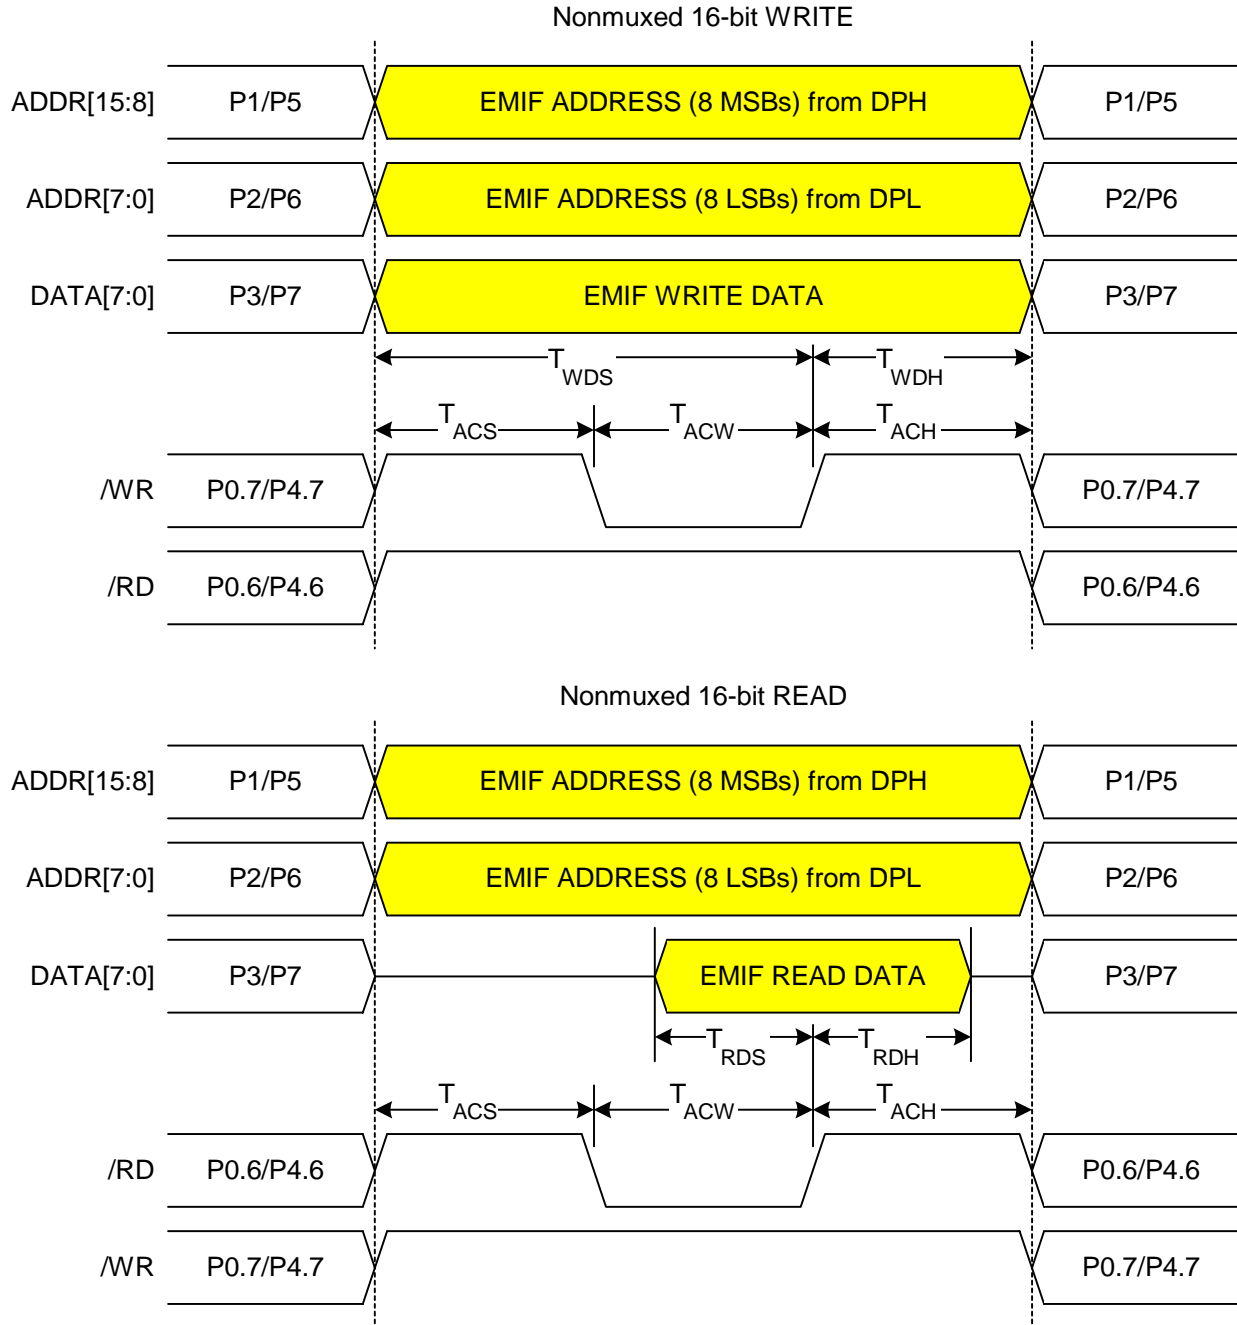 Nonmuxed 16-bit WRITE
ADDR[15:8] P1/P5 EMIF ADDRESS (8 MSBs) from DPH P1/P5
ADDR[7:0] P2/P6 EMIF ADDRESS (8 LSBs) from DPL P2/P6
DATA[7:0] P3/P7 EMIF WRITE DATA P3/P7
TWDS TWDH
TACS TACW TACH
/WR P0.7/P4.7 P0.7/P4.7
/RD P0.6/P4.6 P0.6/P4.6
Nonmuxed 16-bit READ
ADDR[15:8] P1/P5 EMIF ADDRESS (8 MSBs) from DPH P1/P5
ADDR[7:0] P2/P6 EMIF ADDRESS (8 LSBs) from DPL P2/P6
DATA[7:0] P3/P7 EMIF READ DATA P3/P7
TRDS TRDH
TACS TACW TACH
/RD P0.6/P4.6 P0.6/P4.6
/WR P0.7/P4.7 P0.7/P4.7